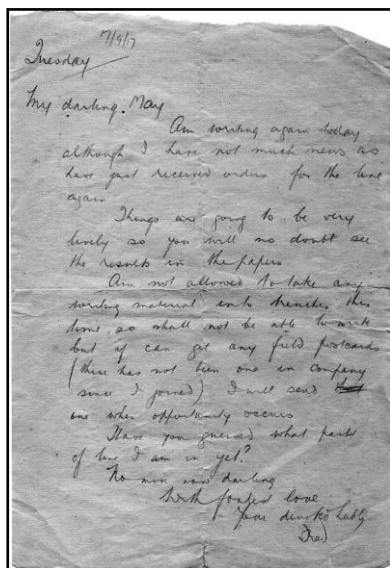 7/9/17
Tuesday
My darling May
Am writing again today
although I have not much news as
have just received orders for the line
again
Things are going to be very
lively so you will no doubt see
the results in the papers
Am not allowed to take any
writing material into trenches this
time so shall not be able to write
but if can get any field postcards
(there has not been one in company
since I joined) I will send
one when opportunity occurs
Have you guessed what part
of line I am in yet?
No more now darling
With fondest love
Your devoted hubby
Fred